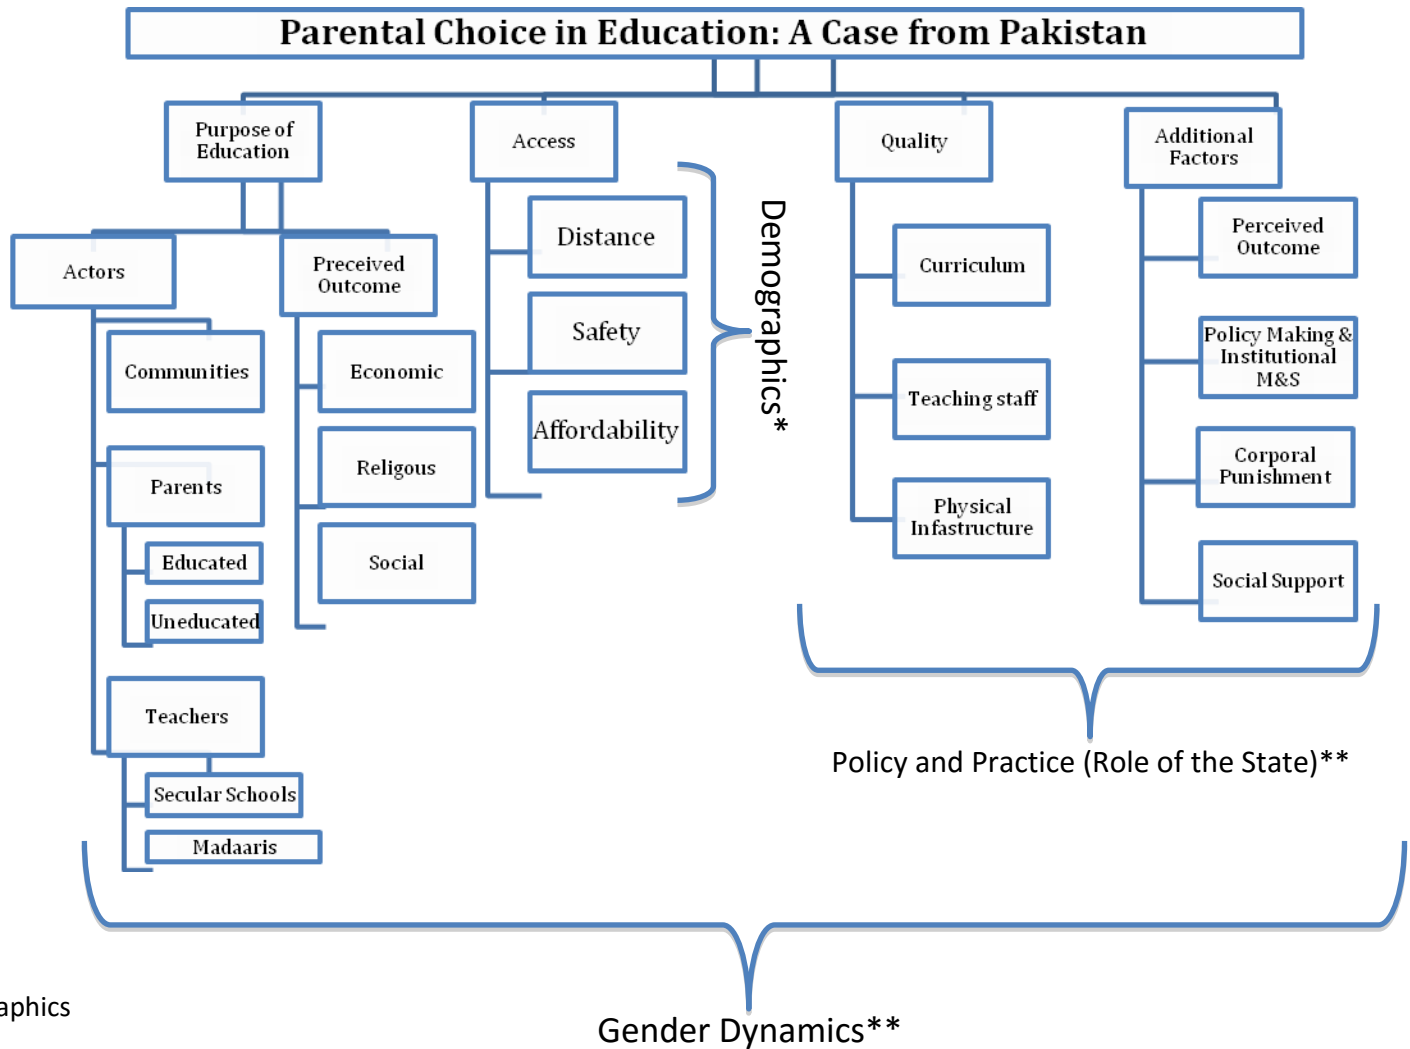 Parental Choice in Education: A Case from Pakistan
Purpose of
Education
Access
Quality
Additional
Factors
Actors
Preceived
Outcome
Communities
Parents
Educated
Uneducated
Teachers
Secular Schools
Madaaris
Economic
Religous
Social
Distance
Safety
Affordability
Demographics*
Curriculum
Teaching staff
Physical
Infastructure
Perceived
Outcome
Policy Making &
Institutional
M&S
Corporal
Punishment
Social Support
Policy and Practice (Role of the State)**
aphics
Gender Dynamics**